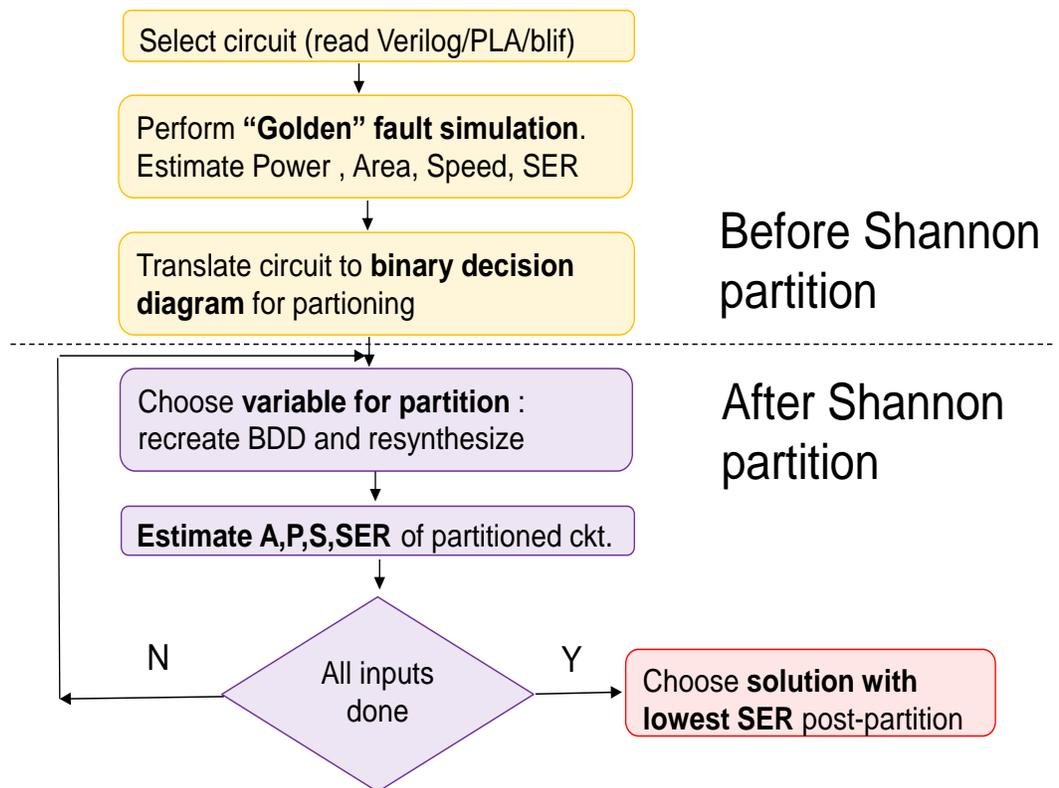 Select circuit (read Verilog/PLA/blif)
Perform “Golden” fault simulation.
Estimate Power , Area, Speed, SER
Before Shannon
partition
Translate circuit to binary decision
diagram for partioning
After Shannon
partition
Choose variable for partition :
recreate BDD and resynthesize
Estimate A,P,S,SER of partitioned ckt.
N
All inputs
done
Y
Choose solution with
lowest SER post-partition